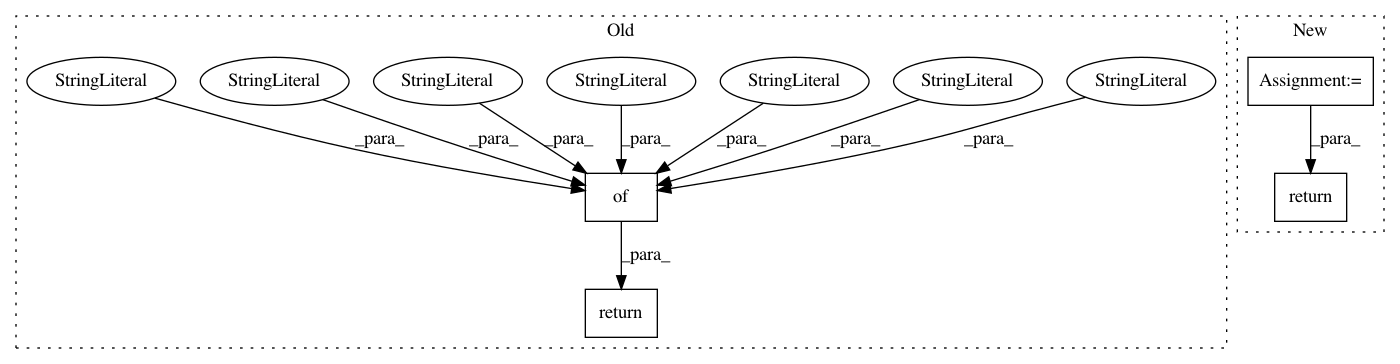 Old
New
StringLiteral StringLiteral StringLiteral StringLiteral StringLiteral StringLiteral StringLiteral Assignment:=
_para_ _para_ _para_ _para_ _para_ _para_ _para_ _para_
of return
_para_
return